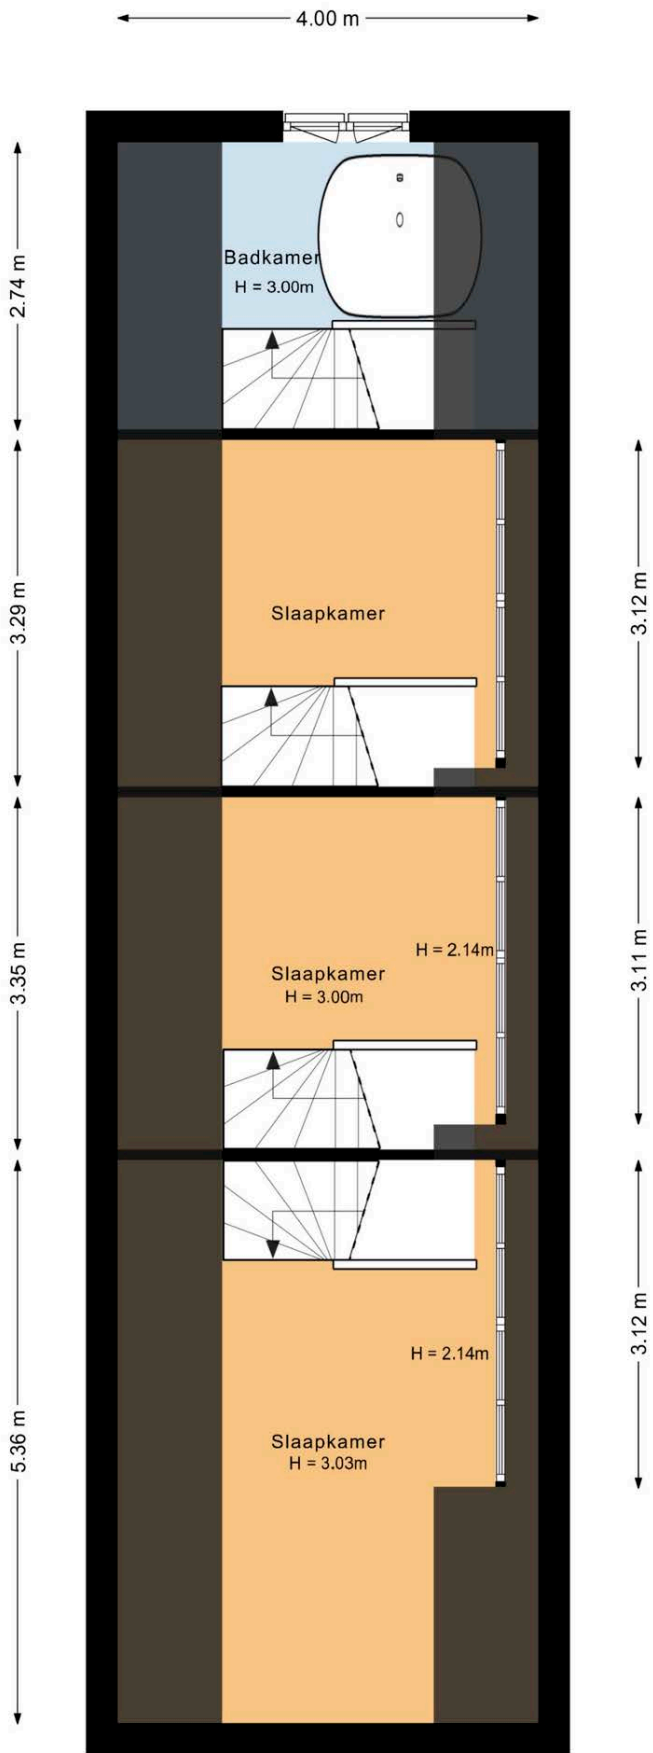 4.00 m
2.74 m
Badkamer
H = 3.00m
3.29 m
3.12 m
Slaapkamer
3.35 m
3.11 m
H = 2.14m
Slaapkamer
H = 3.00m
3.12 m
H = 2.14m
5.36 m
Slaapkamer
H = 3.03m